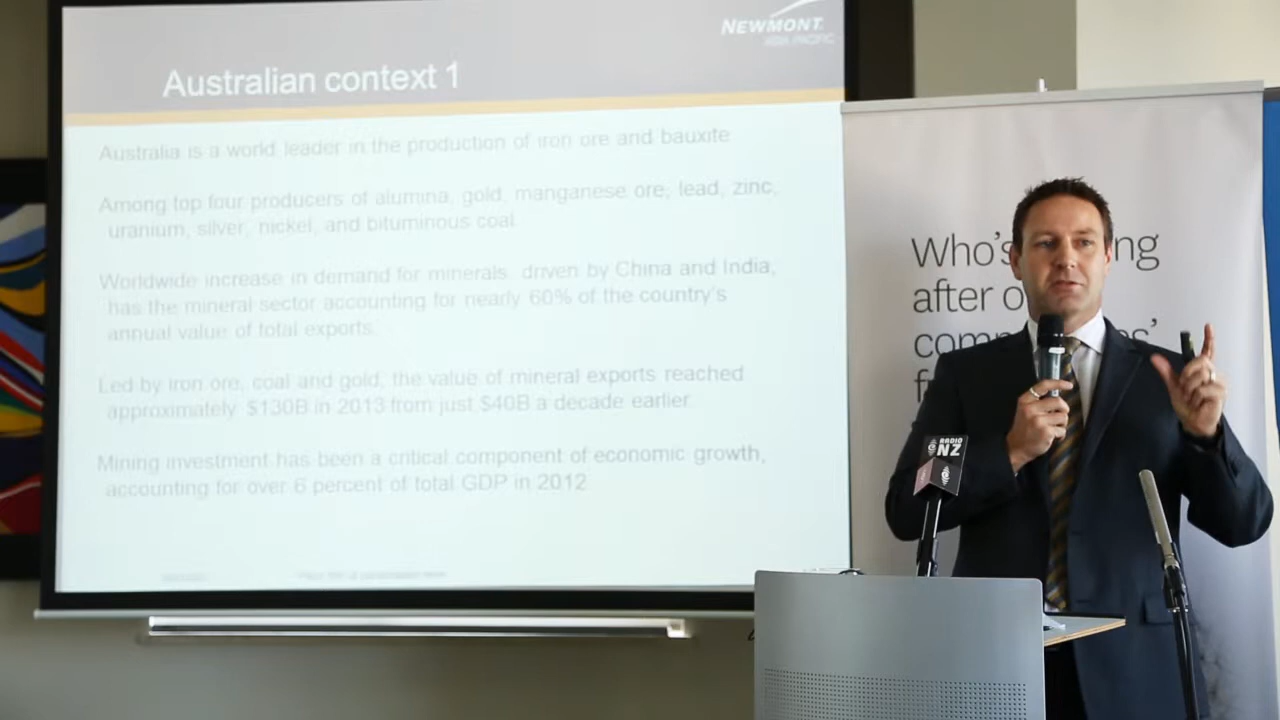 NEWMONT
ASIA PACIFIC
Australian context 1
Australia is a world leader in the production of iron ore and bauxite
Among top four producers of alumina, gold, manganese ore, lead, zinc,
uranium, silver, nickel, and bituminous coal
Worldwide increase in demand for minerals, driven by China and India,
has the mineral sector accounting for nearly 60% of the country's
annual value of total exports.
Led by iron ore, coal and gold, the value of mineral exports reached
approximately $130B in 2013 from just $40B a decade earlier
Mining investment has been a critical component of economic growth,
accounting for over 6 percent of total GDP in 2012
Who's ng
after o
com es'
f
RADIO
NZ